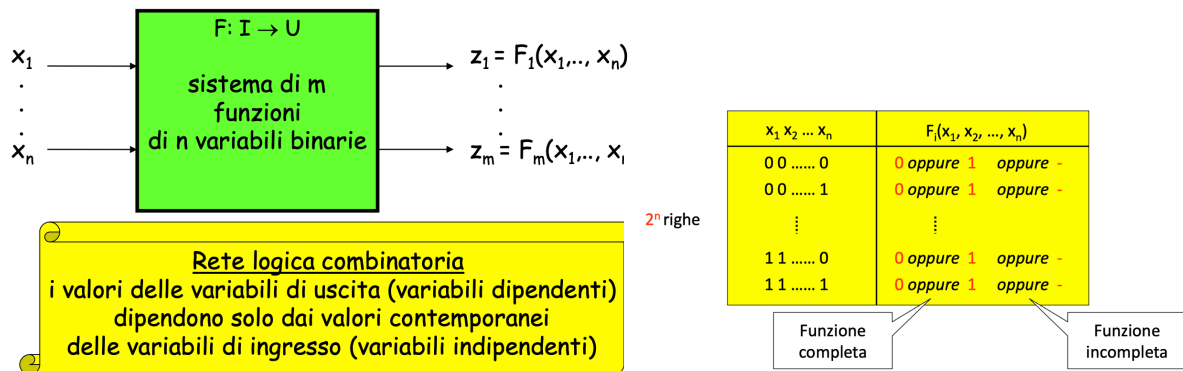 F: I → U
x₁
.
.
.
xₙ
sistema di m
funzioni
di n variabili binarie
z₁ = F₁(x₁,.., xₙ)
.
.
.
zₘ = Fₘ(x₁,..,
Rete logica combinatoria
i valori delle variabili di uscita (variabili dipendenti)
dipendono solo dai valori contemporanei
delle variabili di ingresso (variabili indipendenti)
2ⁿ righe
x₁ x₂ ... xₙ Fᵢ(x₁, x₂, ..., xₙ)
0 0 ...... 0 0 oppure 1 oppure -
0 0 ...... 1 0 oppure 1 oppure -
1 1 ...... 0 0 oppure 1 oppure -
1 1 ...... 1 0 oppure 1 oppure -
Funzione
completa
Funzione
incompleta